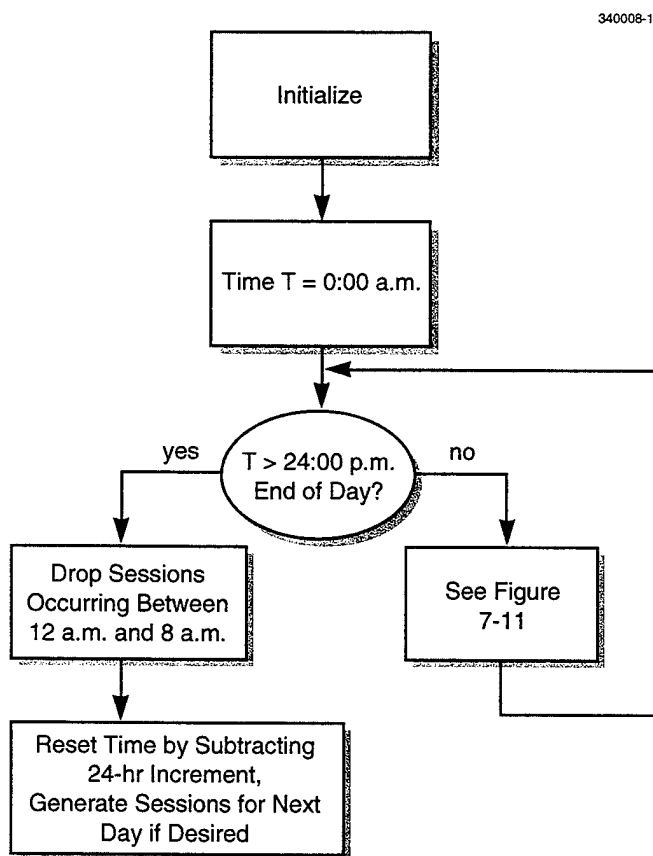 340008-1
Initialize
Time T = 0:00 a.m.
T > 24:00 p.m.
End of Day?
yes
no
Drop Sessions
Occurring Between
12 a.m. and 8 a.m.
See Figure
7-11
Reset Time by Subtracting
24-hr Increment,
Generate Sessions for Next
Day if Desired